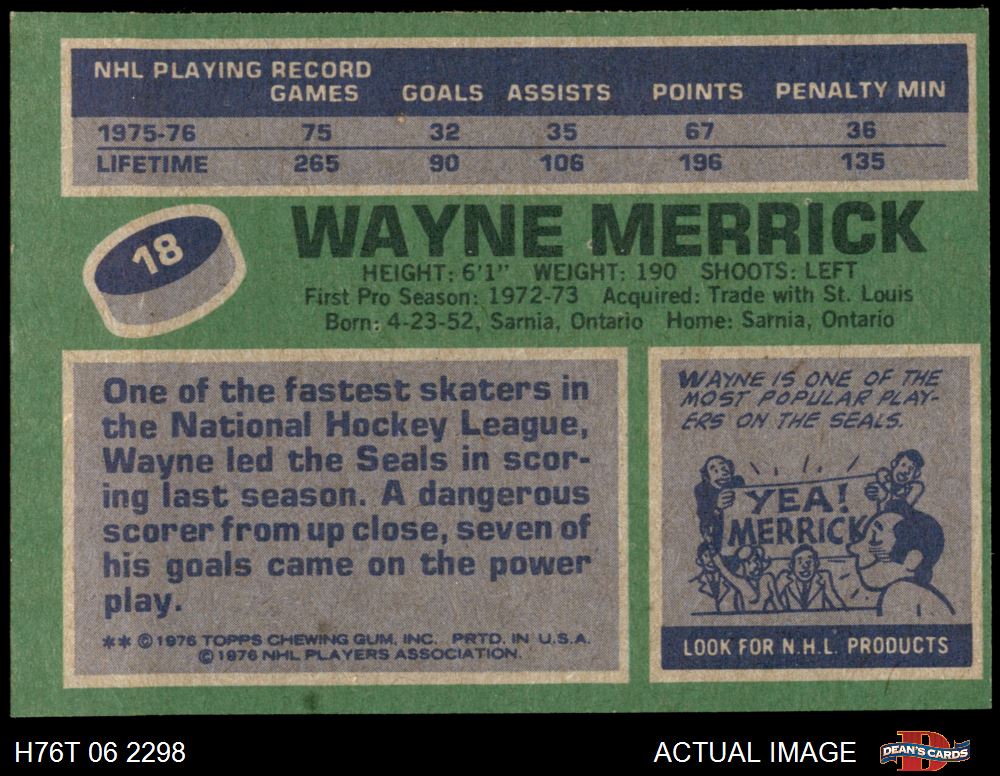 NHL PLAYING RECORD
GAMES GOALS ASSISTS POINTS PENALTY MIN
1975-76 75 32 35 67 36
LIFETIME 265 90 106 196 135
18
WAYNE MERRICK
HEIGHT: 6'1" WEIGHT: 190 SHOOTS: LEFT
First Pro Season: 1972-73 Acquired: Trade with St. Louis
Born: 4-23-52, Sarnia, Ontario Home: Sarnia, Ontario
One of the fastest skaters in
the National Hockey League,
Wayne led the Seals in scor-
ing last season. A dangerous
scorer from up close, seven of
his goals came on the power
play.
** © 1976 TOPPS CHEWING GUM, INC. PRTD. IN U.S.A.
© 1976 NHL PLAYERS ASSOCIATION.
WAYNE IS ONE OF THE
MOST POPULAR PLAY-
ERS ON THE SEALS.
YEA!
MERRICK
LOOK FOR N.H.L. PRODUCTS
H76T 06 2298 ACTUAL IMAGE
D
DEAN'S CARDS